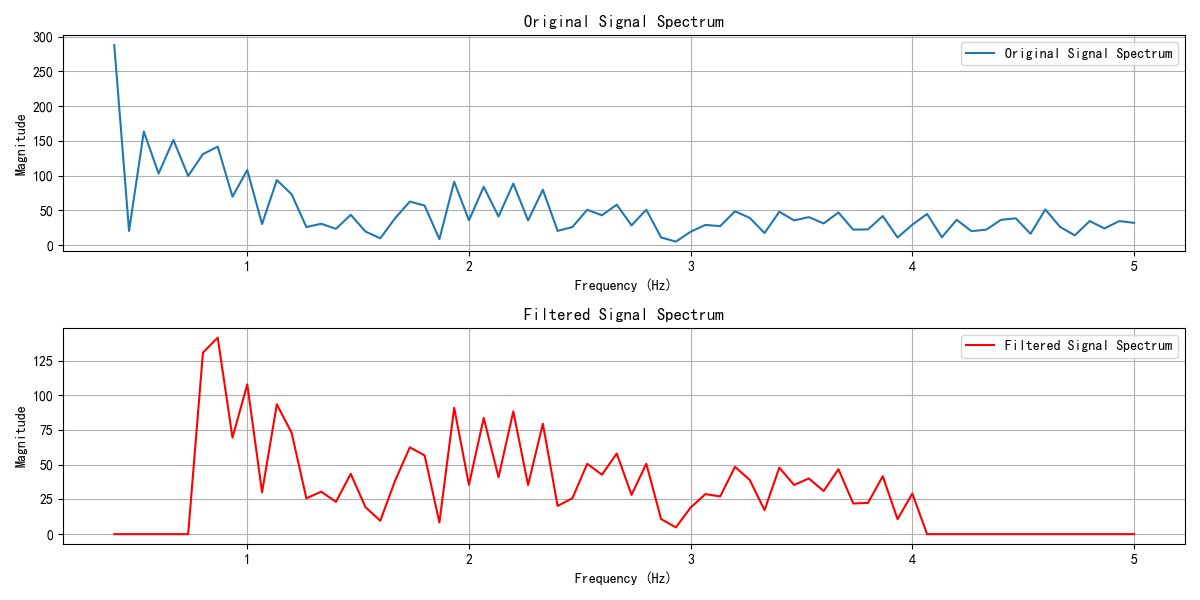 Original Signal Spectrum
300
250
200
150
100
50
0
Magnitude
Original Signal Spectrum
1 2 3 4 5
Frequency (Hz)
Filtered Signal Spectrum
125
100
75
50
25
0
Magnitude
Filtered Signal Spectrum
1 2 3 4 5
Frequency (Hz)